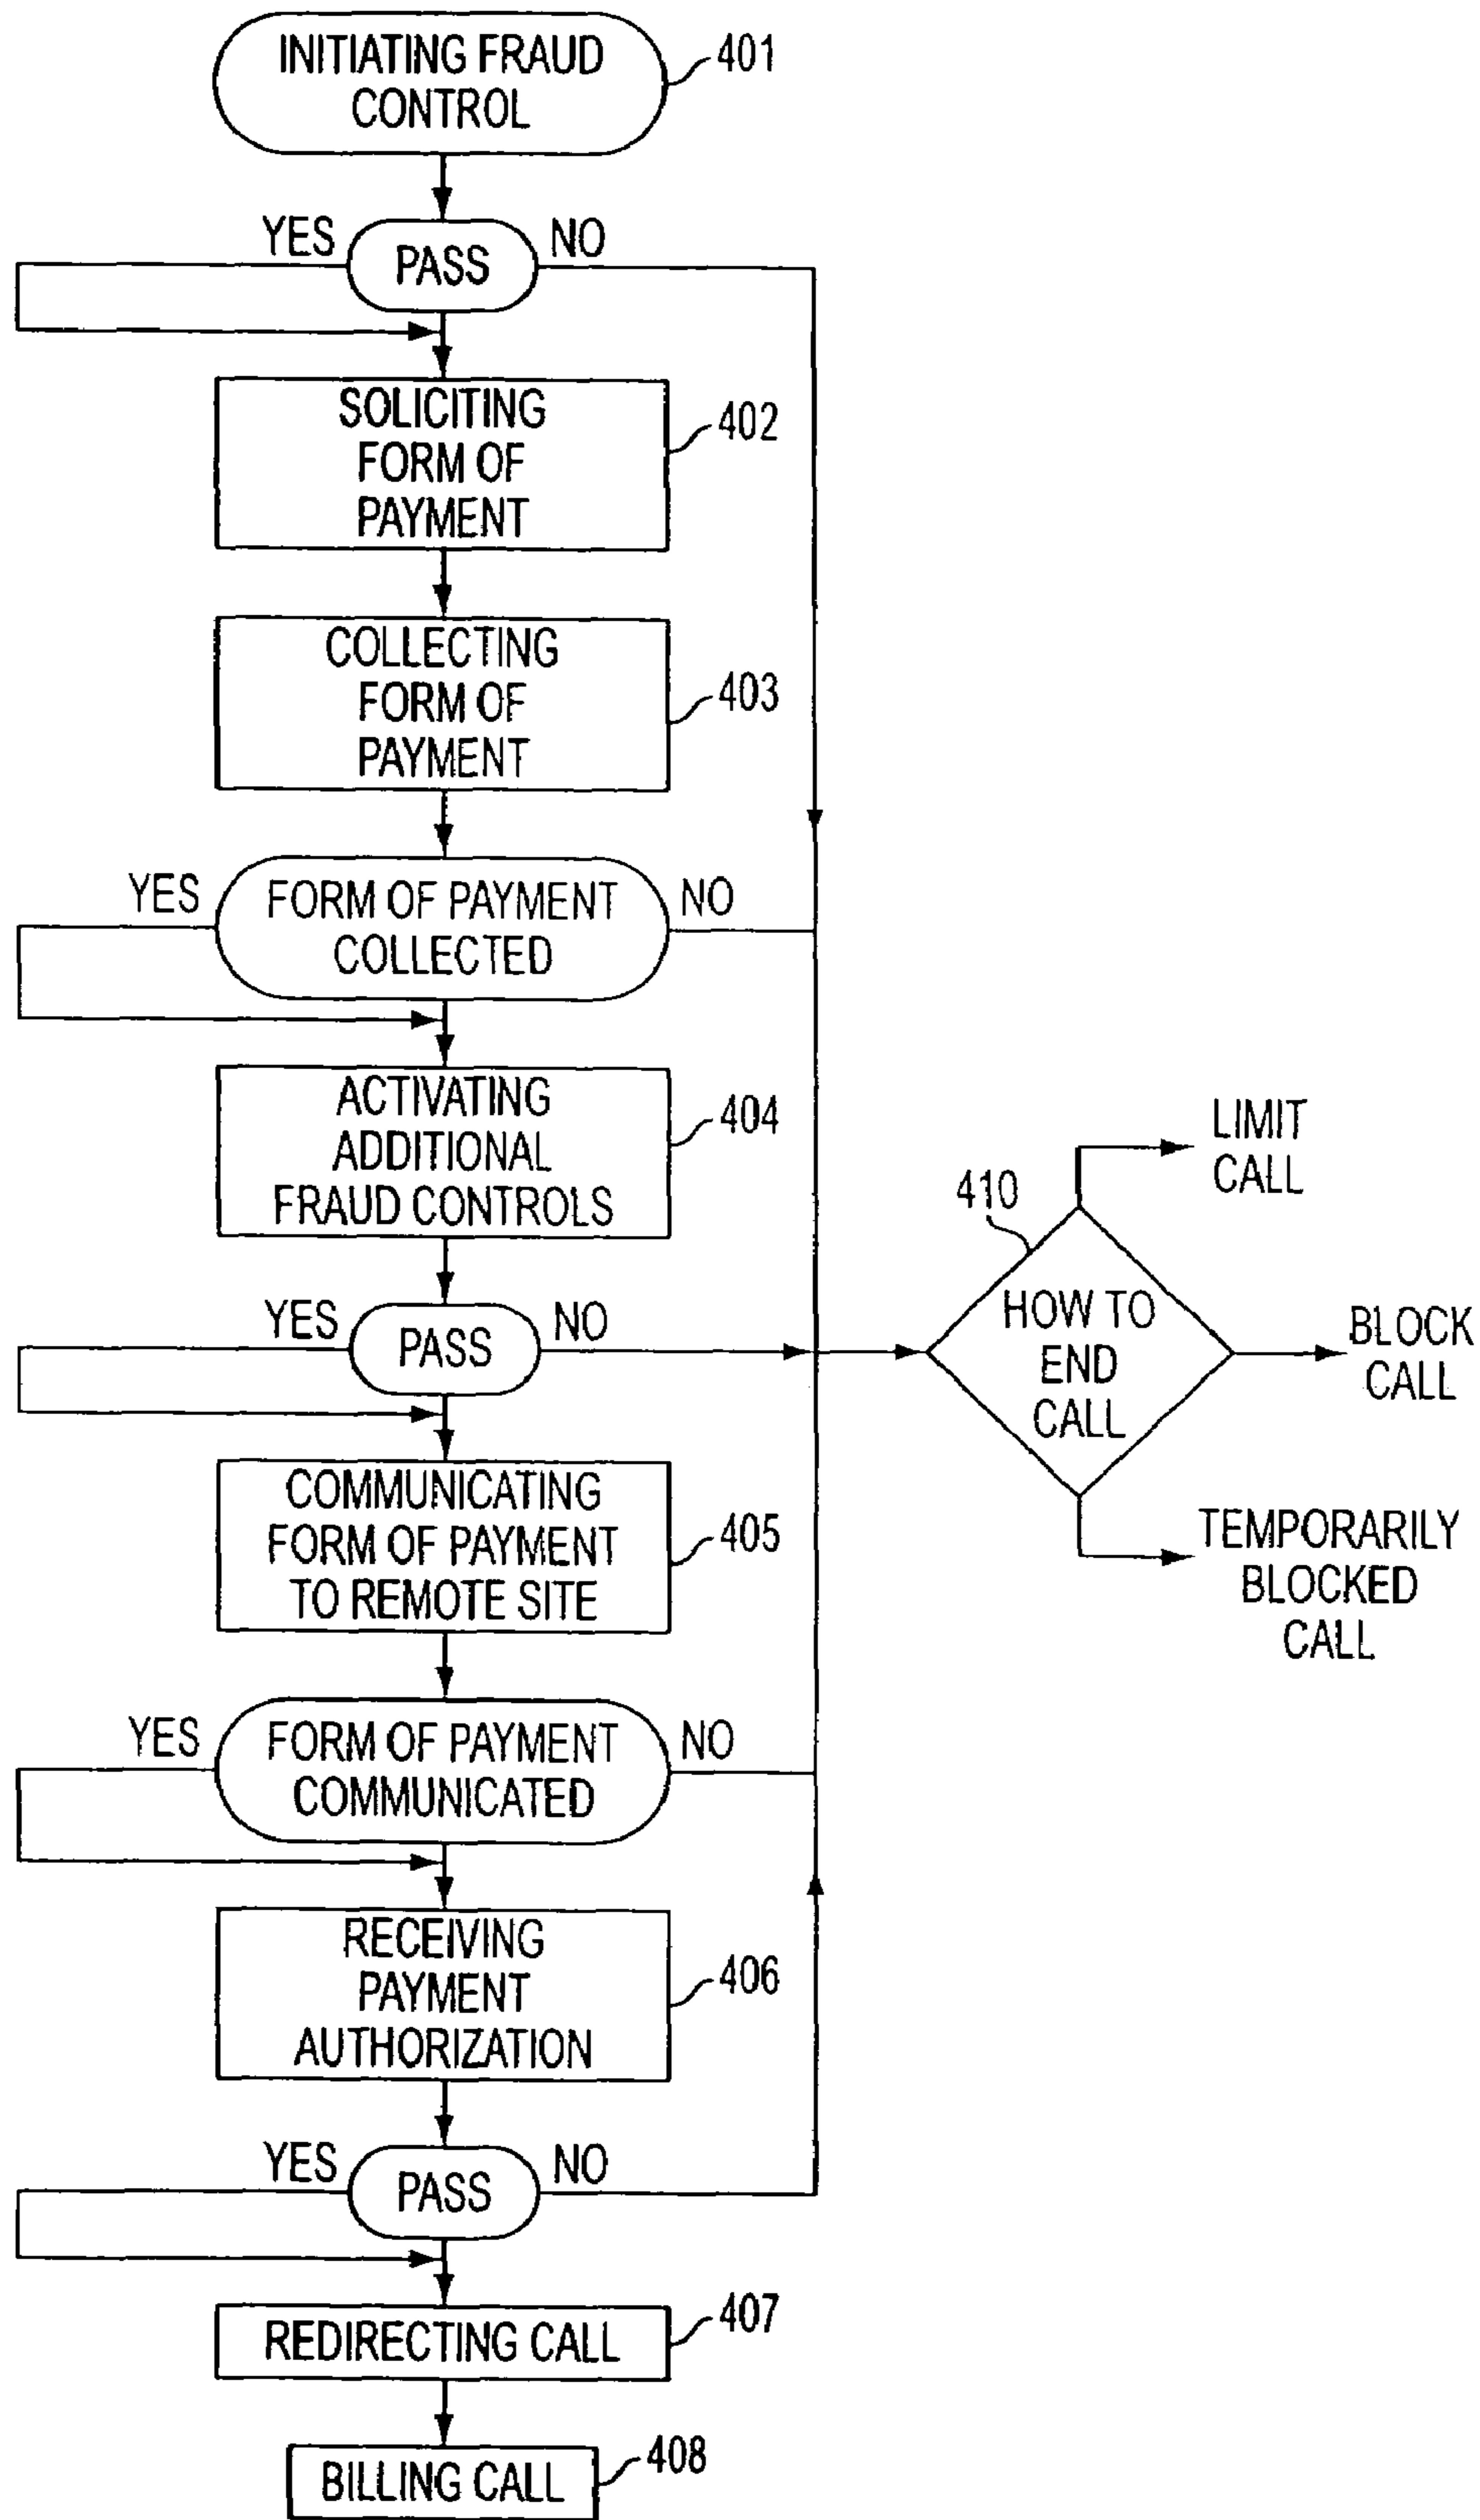 INITIATING FRAUD
CONTROL
401
YES
PASS
NO
SOLICITING
FORM OF
PAYMENT
402
COLLECTING
FORM OF
PAYMENT
403
YES
FORM OF PAYMENT
COLLECTED
NO
ACTIVATING
ADDITIONAL
FRAUD CONTROLS
404
YES
PASS
NO
410
HOW TO
END
CALL
LIMIT
CALL
BLOCK
CALL
TEMPORARILY
BLOCKED
CALL
COMMUNICATING
FORM OF PAYMENT
TO REMOTE SITE
405
YES
FORM OF PAYMENT
COMMUNICATED
NO
RECEIVING
PAYMENT
AUTHORIZATION
406
YES
PASS
NO
REDIRECTING CALL
407
BILLING CALL
408